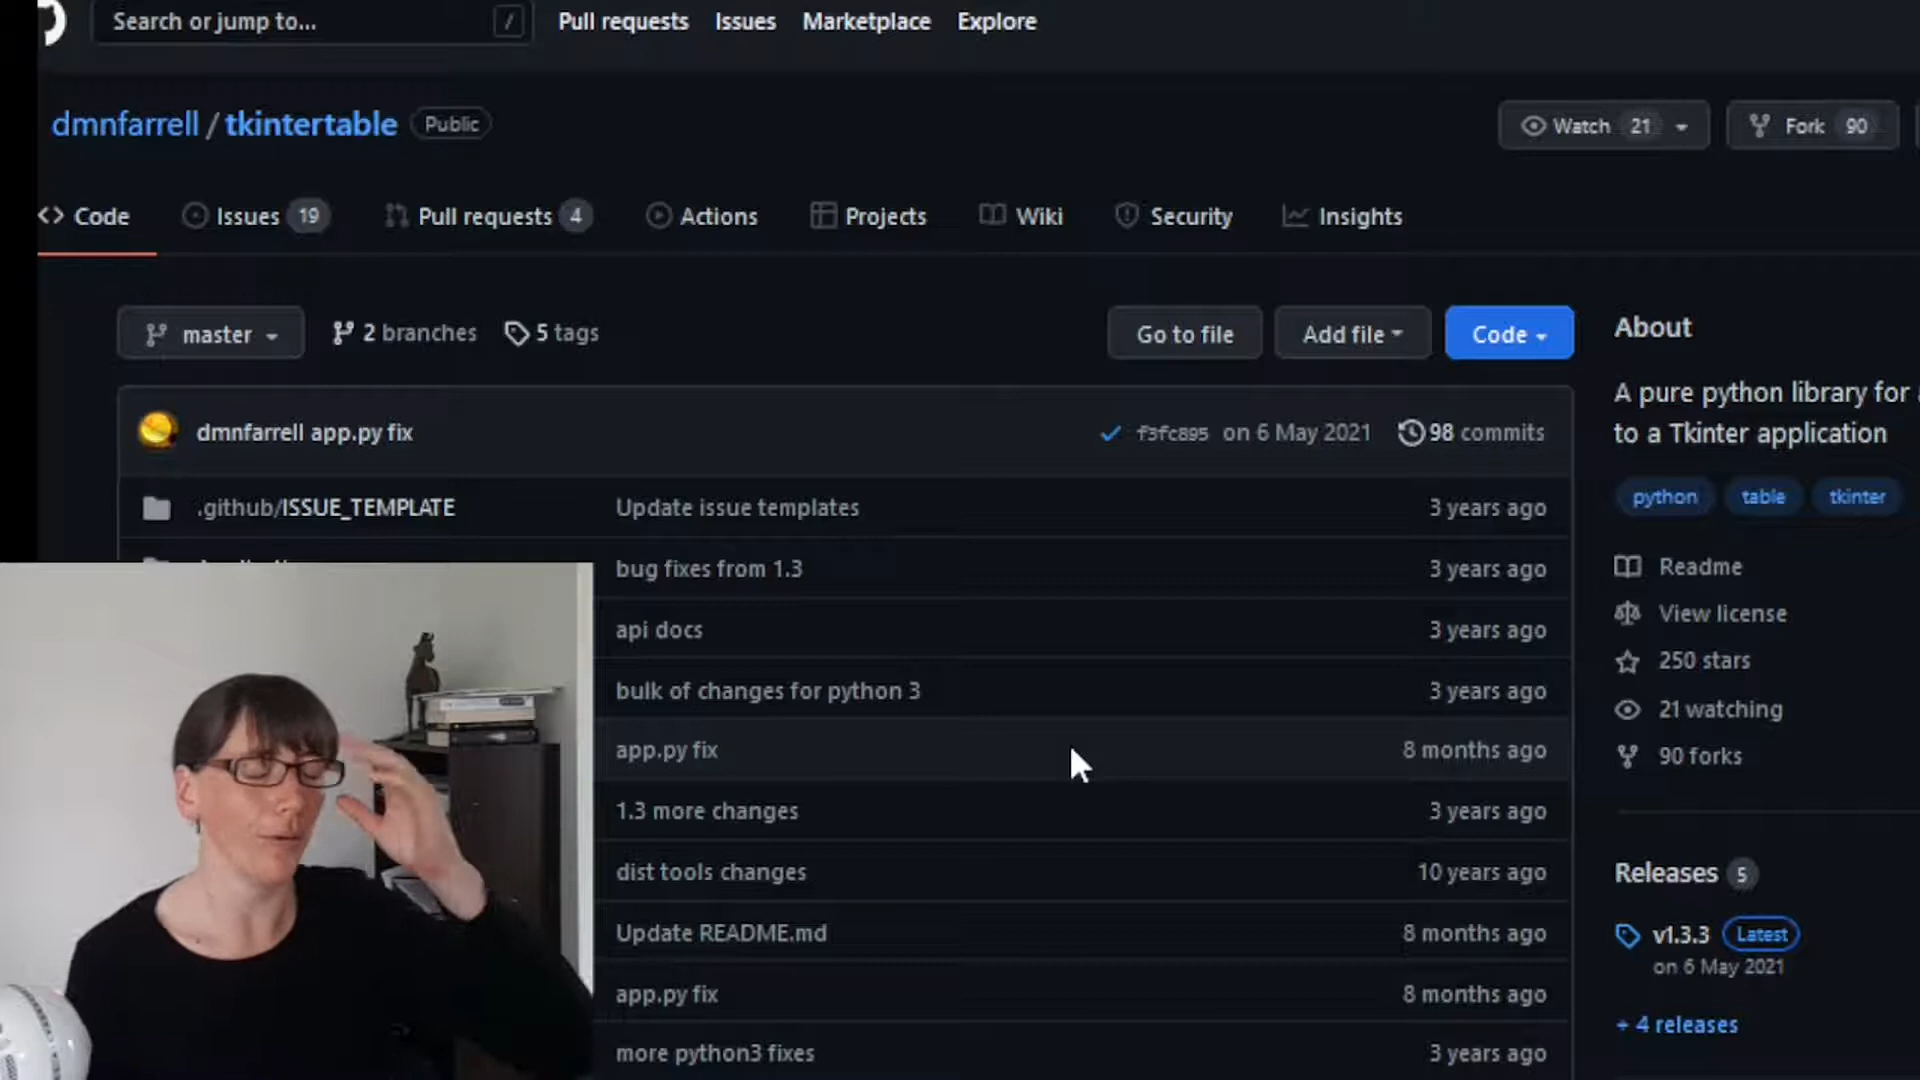 Search or jump to... /
Pull requests Issues Marketplace Explore
dmnfarrell / tkintertable Public
Watch 21
Fork 90
Code
Issues 19
Pull requests 4
Actions
Projects
Wiki
Security
Insights
master
2 branches
5 tags
Go to file
Add file
Code
dmnfarrell app.py fix
f3fc895 on 6 May 2021
98 commits
.github/ISSUE_TEMPLATE Update issue templates 3 years ago
bug fixes from 1.3 3 years ago
api docs 3 years ago
bulk of changes for python 3 3 years ago
app.py fix 8 months ago
1.3 more changes 3 years ago
dist tools changes 10 years ago
Update README.md 8 months ago
app.py fix 8 months ago
more python3 fixes 3 years ago
About
A pure python library for
to a Tkinter application
python table tkinter
Readme
View license
250 stars
21 watching
90 forks
Releases 5
v1.3.3 Latest
on 6 May 2021
+ 4 releases